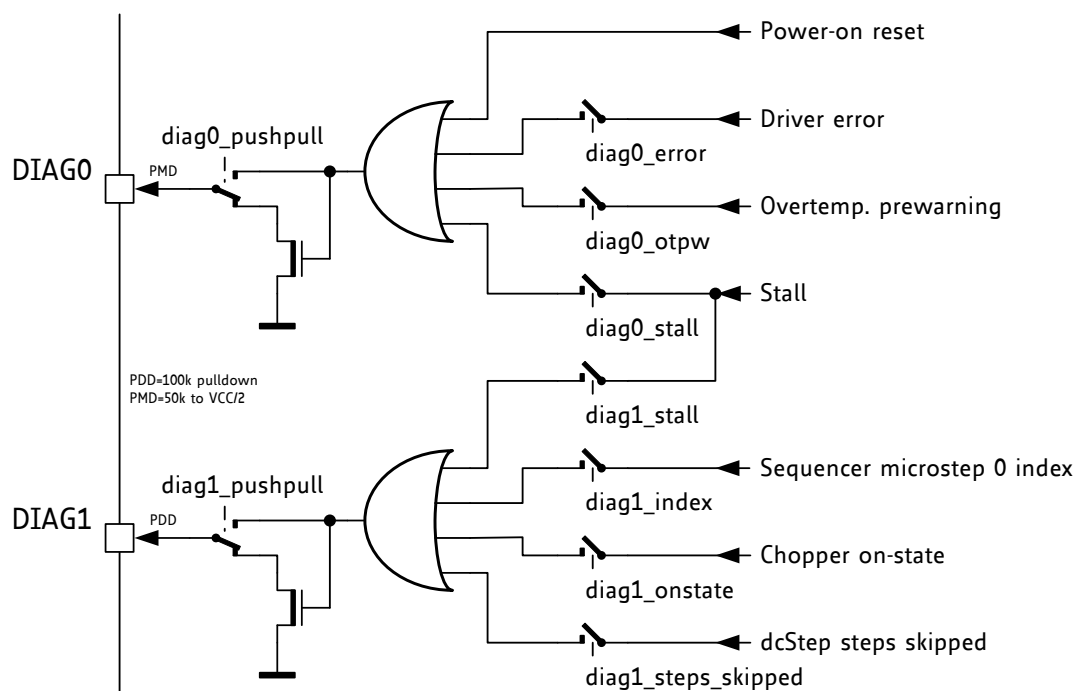 Power-on reset
Driver error
diag0_pushpull
diag0_error
DIAG0
PMD
Overtemp. prewarning
diag0_otpw
Stall
diag0_stall
PDD=100k pulldown
PMD=50k to VCC/2
diag1_stall
Sequencer microstep 0 index
diag1_pushpull
diag1_index
DIAG1
PDD
Chopper on-state
diag1_onstate
dcStep steps skipped
diag1_steps_skipped